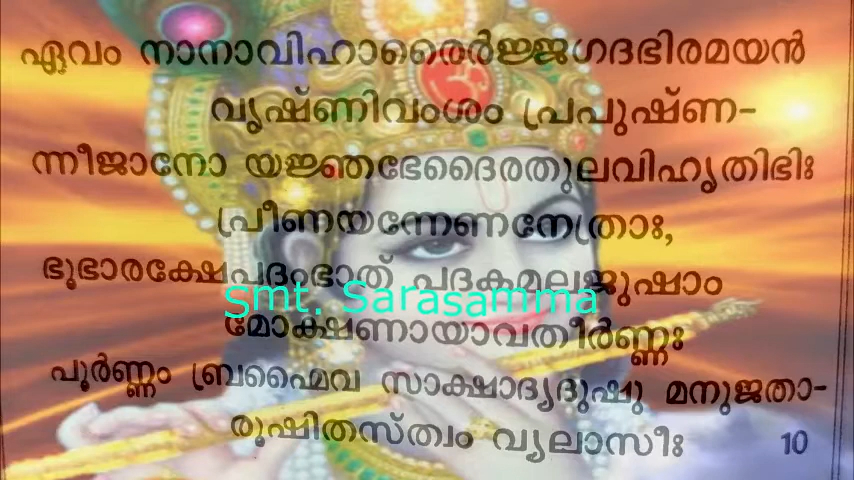 ഏവം നാനാവിഹാരൈർജ്ജഗദഭിരമയൻ
വൃഷ്ണിവംശം പ്രപുഷ്ണ-
ന്നീജാനോ യജ്ഞഭേദൈരതുലവിഹൃതിഭിഃ
പ്രീണയന്നേണനേത്രാഃ,
ഭൂഭാരക്ഷേപദംഭാത് പദകമലജുഷാം
Smt. Sarasamma
മോക്ഷണായാവതീർണ്ണഃ
പൂർണ്ണം ബ്രഹ്മൈവ സാക്ഷാദ്യദുഷു മനുജതാ-
രൂഷിതസ്ത്വം വ്യലാസീഃ 10